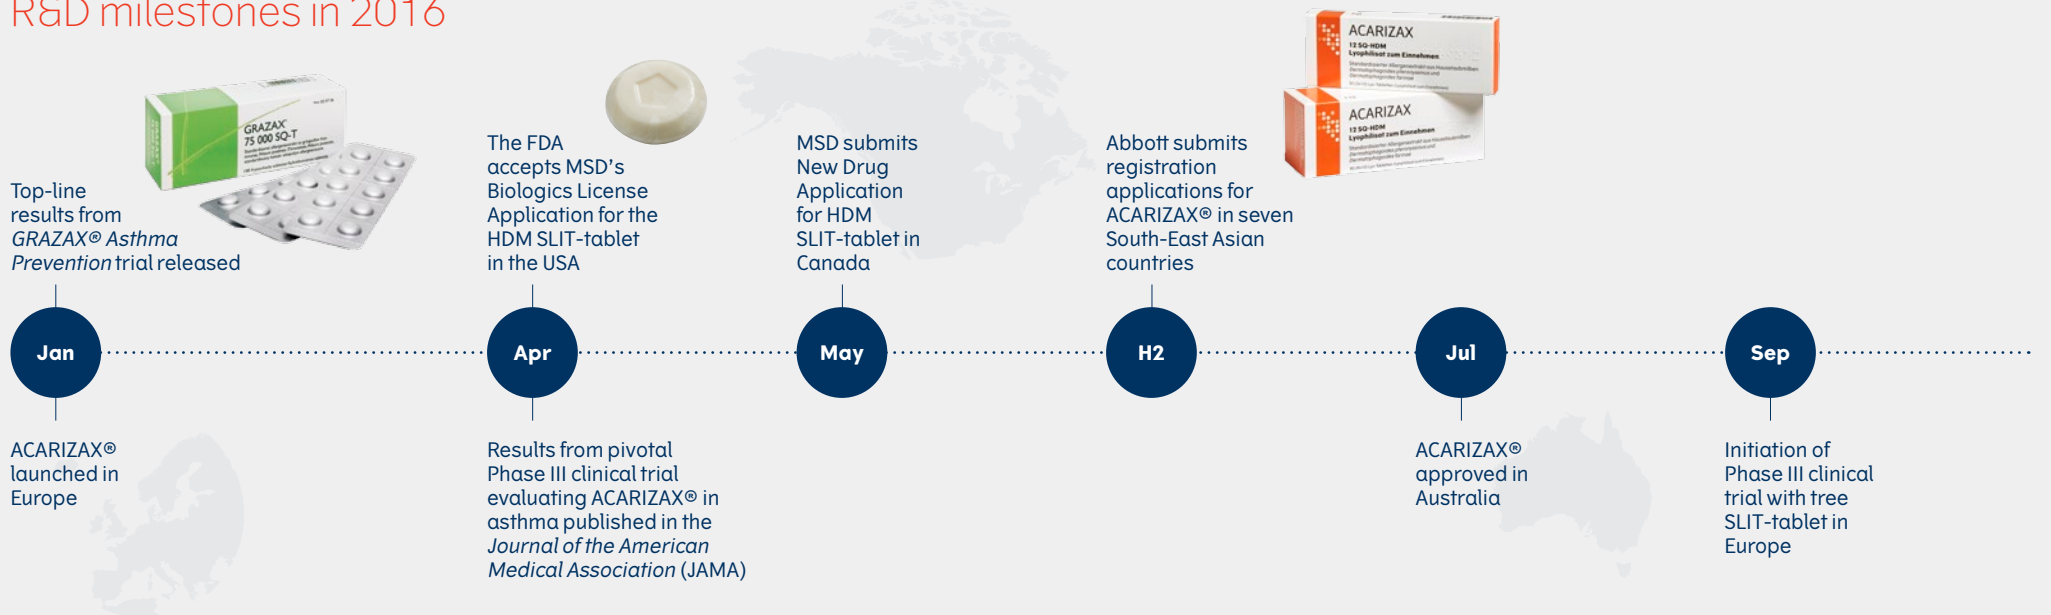 R&D milestones in 2016
GRAZAX®
75 000 SQ-T
ACARIZAX
12 SQ-HDM
Lyophilisat zum Einnehmen
ACARIZAX
12 SQ-HDM
Lyophilisat zum Einnehmen
Top-line
results from
GRAZAX® Asthma
Prevention trial released
The FDA
accepts MSD’s
Biologics License
Application for the
HDM SLIT-tablet
in the USA
MSD submits
New Drug
Application
for HDM
SLIT-tablet in
Canada
Abbott submits
registration
applications for
ACARIZAX® in seven
South-East Asian
countries
Jan
Apr
May
H2
Jul
Sep
ACARIZAX®
launched in
Europe
Results from pivotal
Phase III clinical trial
evaluating ACARIZAX® in
asthma published in the
Journal of the American
Medical Association (JAMA)
ACARIZAX®
approved in
Australia
Initiation of
Phase III clinical
trial with tree
SLIT-tablet in
Europe